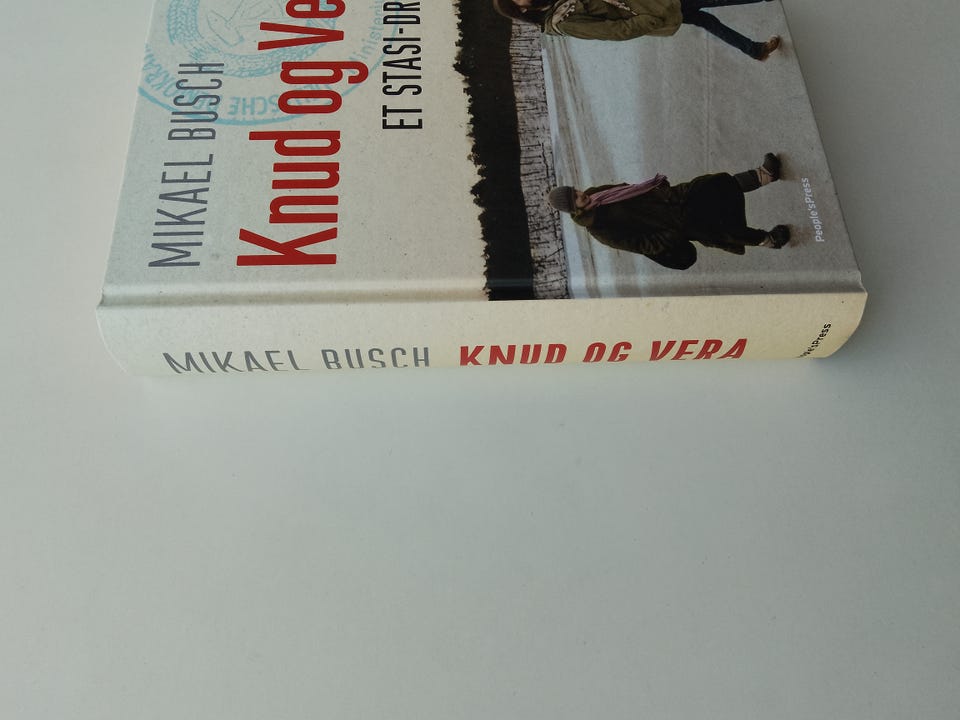 MIKAEL BUSCH
Knud og Ve
ET STASI-DR
People'sPress
MIKAEL BUSCH KNUD OG VERA